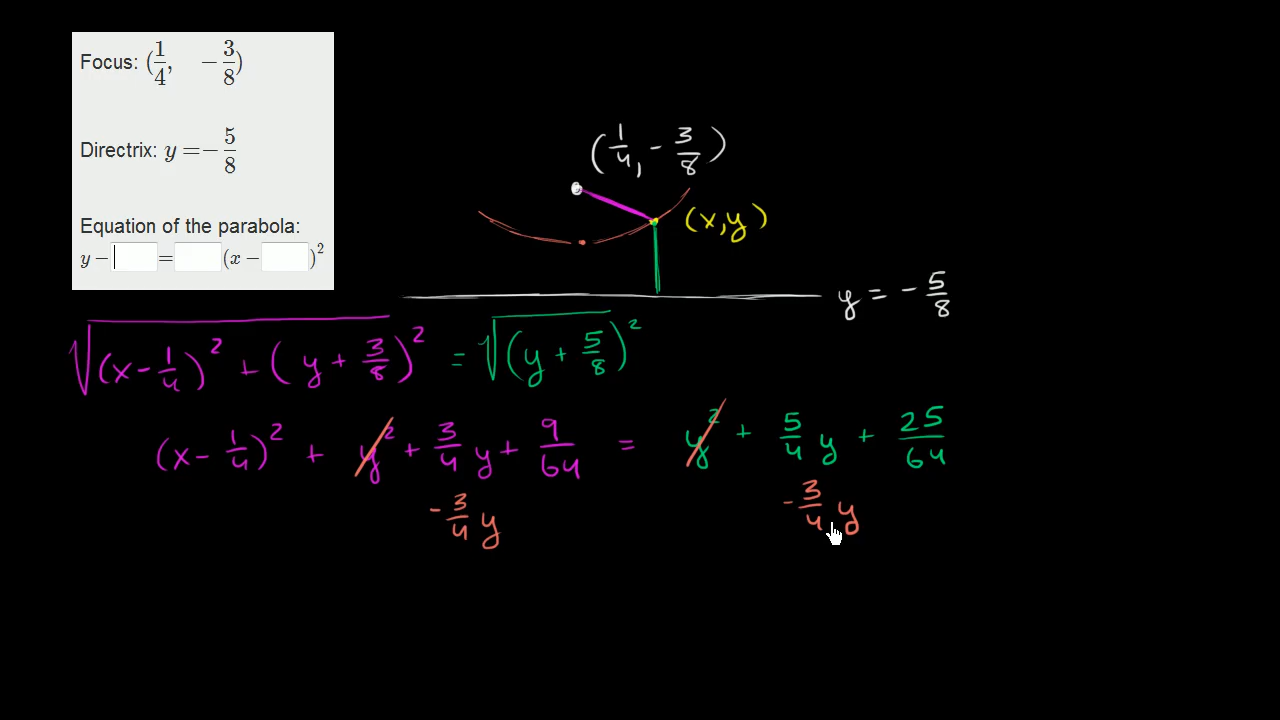 Focus: (1/4, −3/8)
Directrix: y = −5/8
Equation of the parabola:
y − = (x − )²
(1/4, −3/8)
(x, y)
y = −5/8
√((x − 1/4)² + (y + 3/8)²) = √((y + 5/8)²)
(x − 1/4)² + y² + 3/4 y + 9/64 = y² + 5/4 y + 25/64
−3/4 y −3/4 y